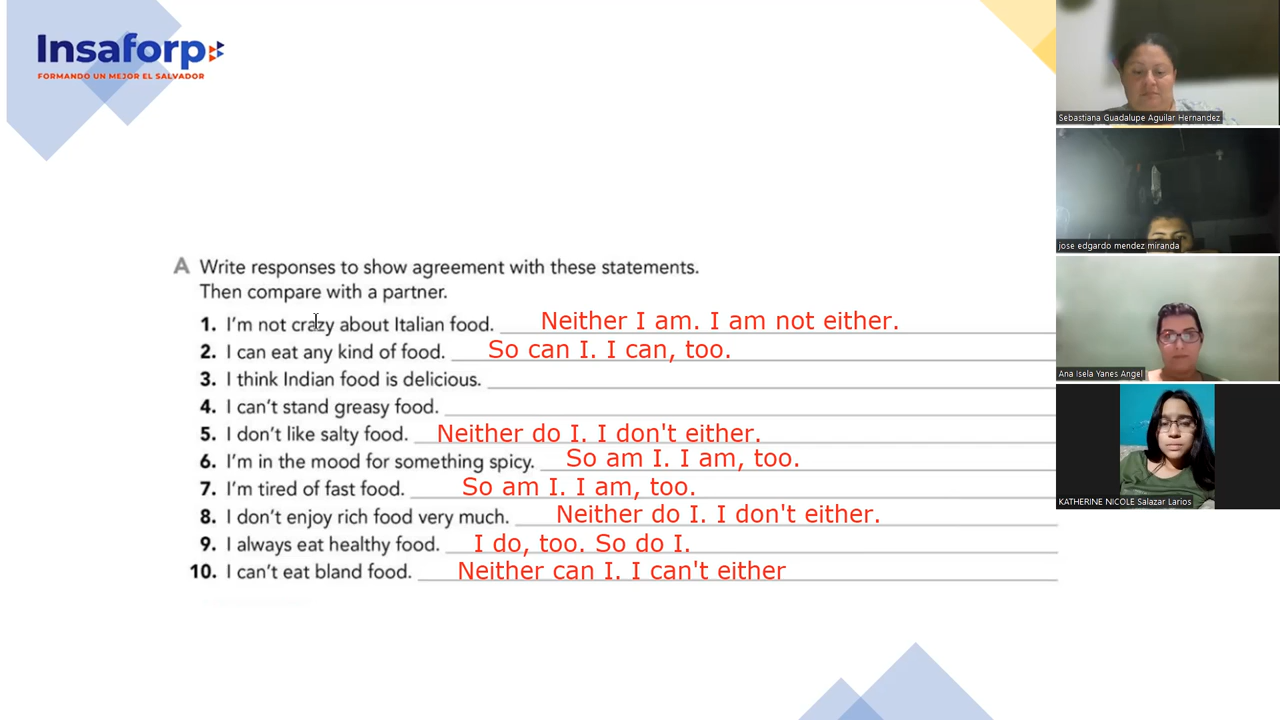 Insaforp
FORMANDO UN MEJOR EL SALVADOR
A Write responses to show agreement with these statements.
Then compare with a partner.
1. I'm not crazy about Italian food. Neither I am. I am not either.
2. I can eat any kind of food. So can I. I can, too.
3. I think Indian food is delicious.
4. I can't stand greasy food.
5. I don't like salty food. Neither do I. I don't either.
6. I'm in the mood for something spicy. So am I. I am, too.
7. I'm tired of fast food. So am I. I am, too.
8. I don't enjoy rich food very much. Neither do I. I don't either.
9. I always eat healthy food. I do, too. So do I.
10. I can't eat bland food. Neither can I. I can't either
Sebastiana Guadalupe Aguilar Hernandez
jose edgardo mendez miranda
Ana Isela Yanes Angel
KATHERINE NICOLE Salazar Larios